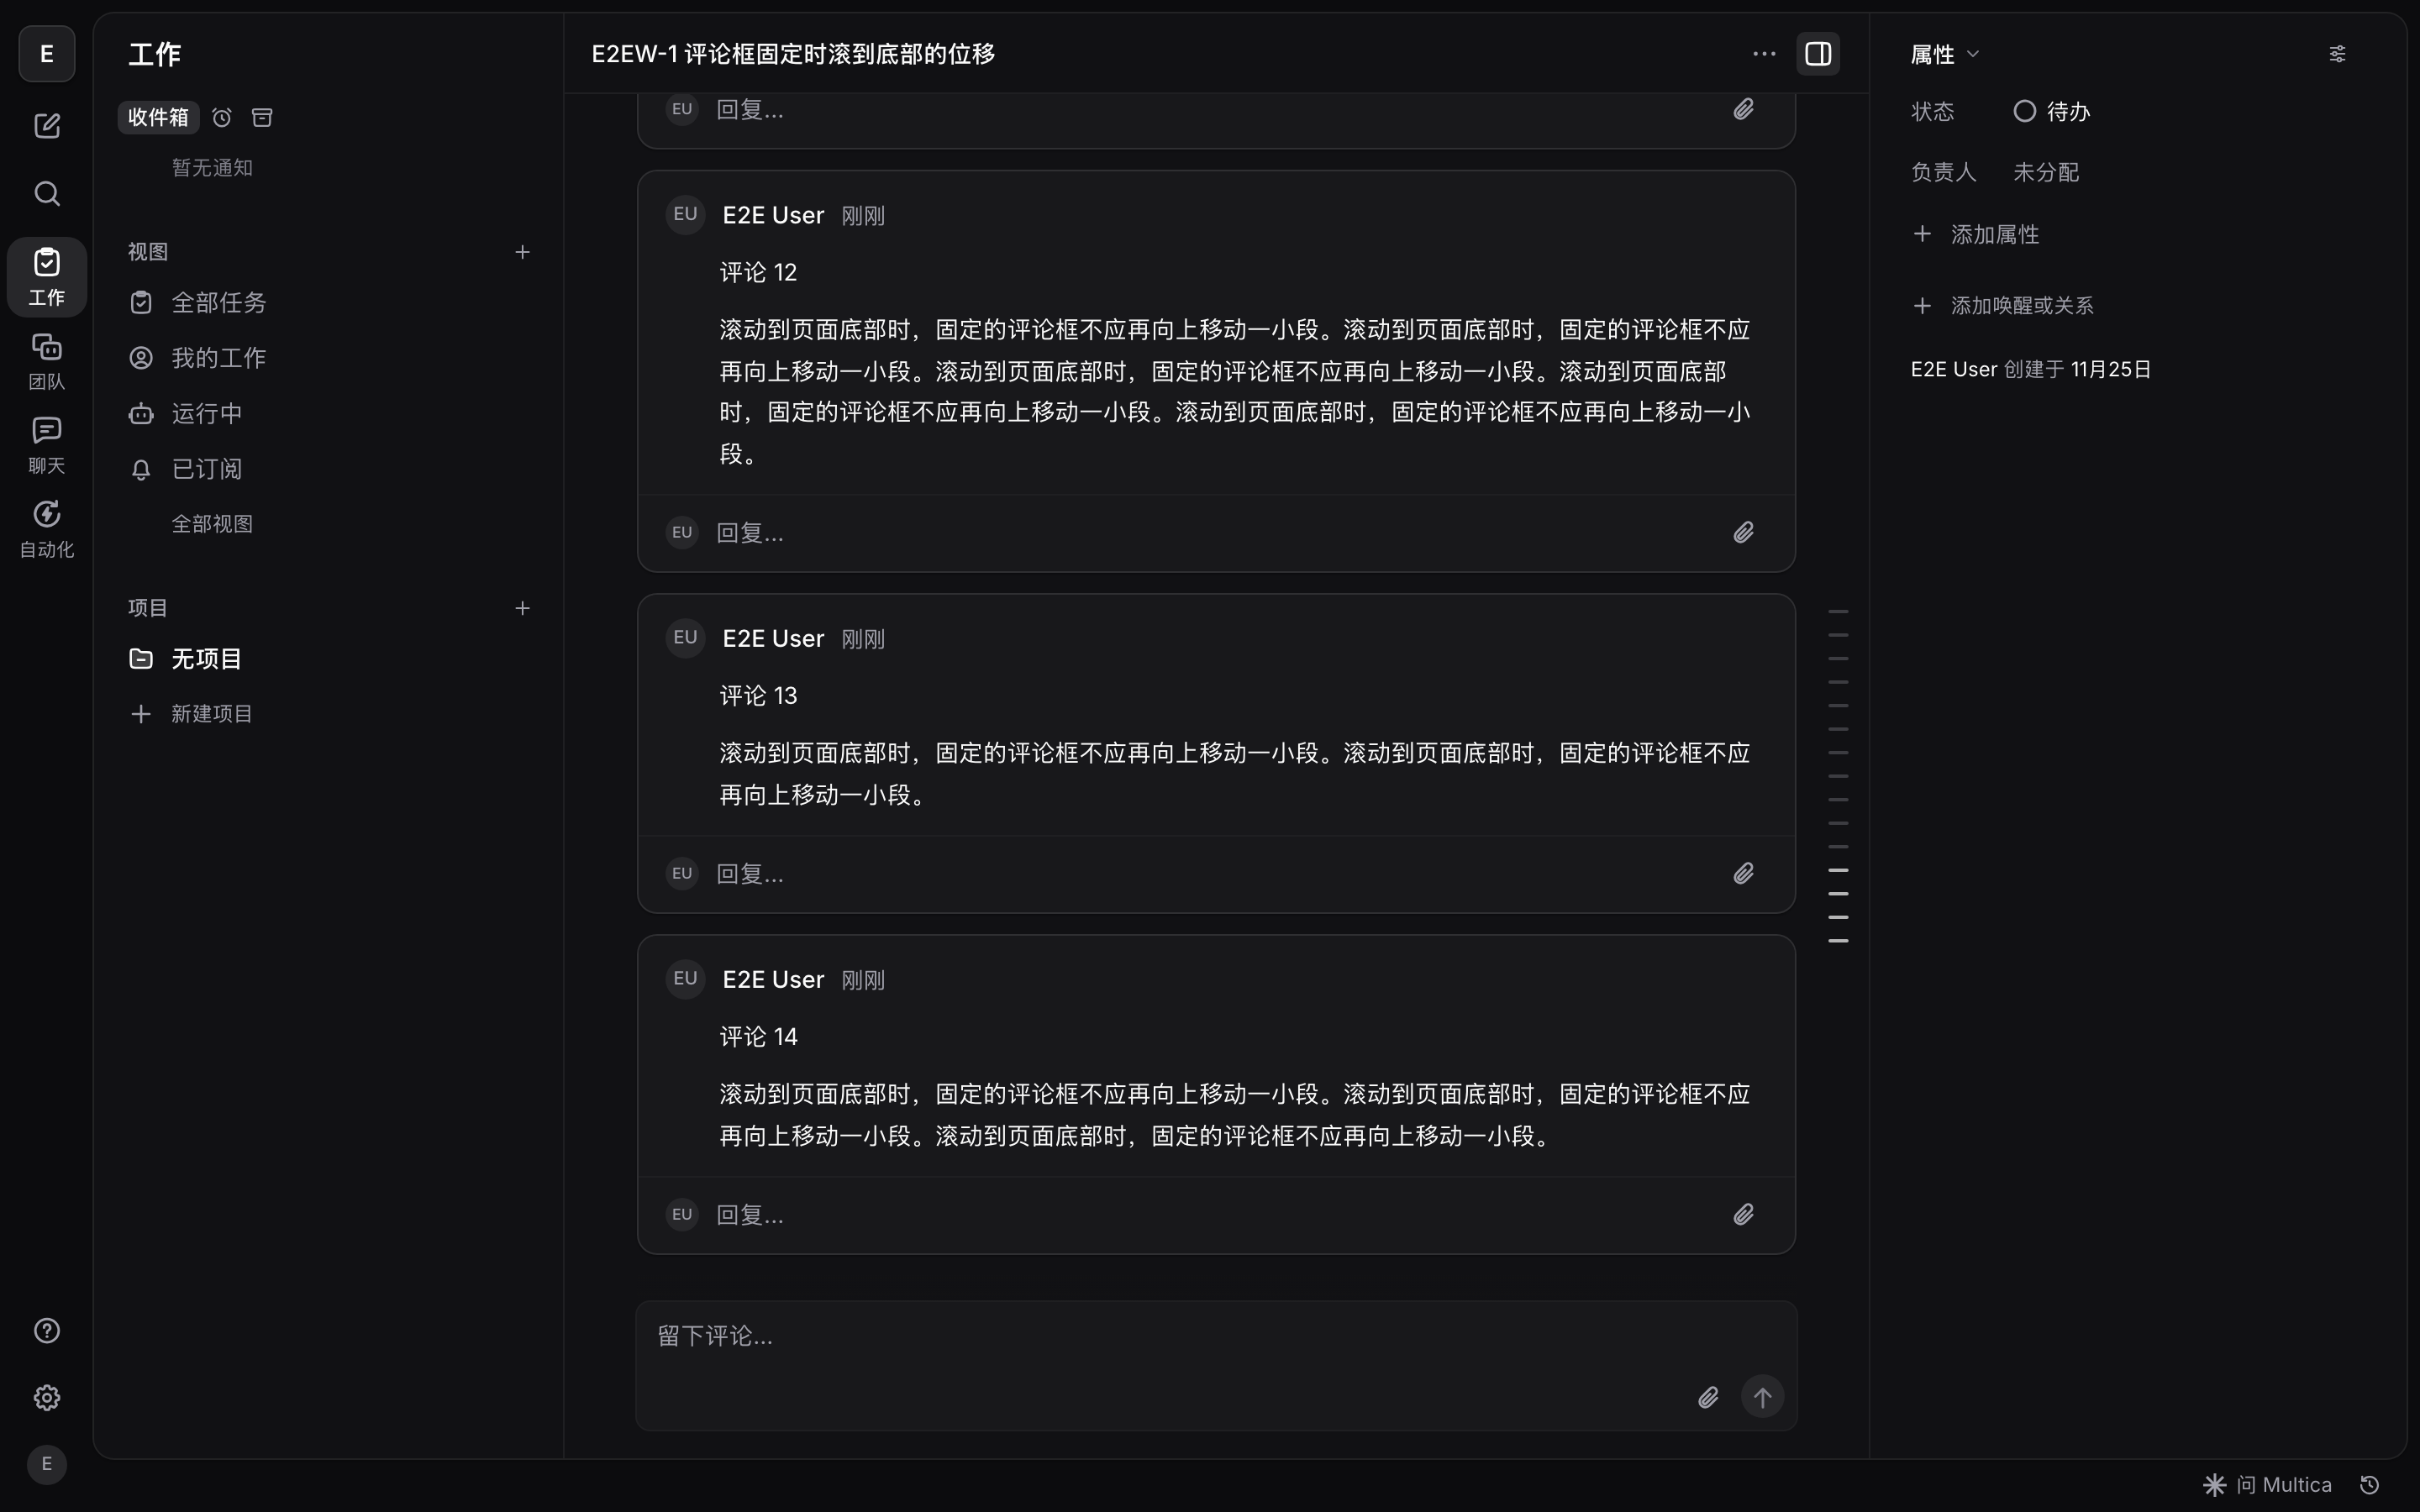 E
工作
团队
聊天
自动化
E
工作
收件箱
暂无通知
视图
全部任务
我的工作
运行中
已订阅
全部视图
项目
无项目
新建项目
E2EW-1 评论框固定时滚到底部的位移
EU 回复...
EU E2E User 刚刚
评论 12
滚动到页面底部时，固定的评论框不应再向上移动一小段。滚动到页面底部时，固定的评论框不应
再向上移动一小段。滚动到页面底部时，固定的评论框不应再向上移动一小段。滚动到页面底部
时，固定的评论框不应再向上移动一小段。滚动到页面底部时，固定的评论框不应再向上移动一小
段。
EU 回复...
EU E2E User 刚刚
评论 13
滚动到页面底部时，固定的评论框不应再向上移动一小段。滚动到页面底部时，固定的评论框不应
再向上移动一小段。
EU 回复...
EU E2E User 刚刚
评论 14
滚动到页面底部时，固定的评论框不应再向上移动一小段。滚动到页面底部时，固定的评论框不应
再向上移动一小段。滚动到页面底部时，固定的评论框不应再向上移动一小段。
EU 回复...
留下评论...
属性
状态 待办
负责人 未分配
添加属性
添加唤醒或关系
E2E User 创建于 11月25日
问 Multica